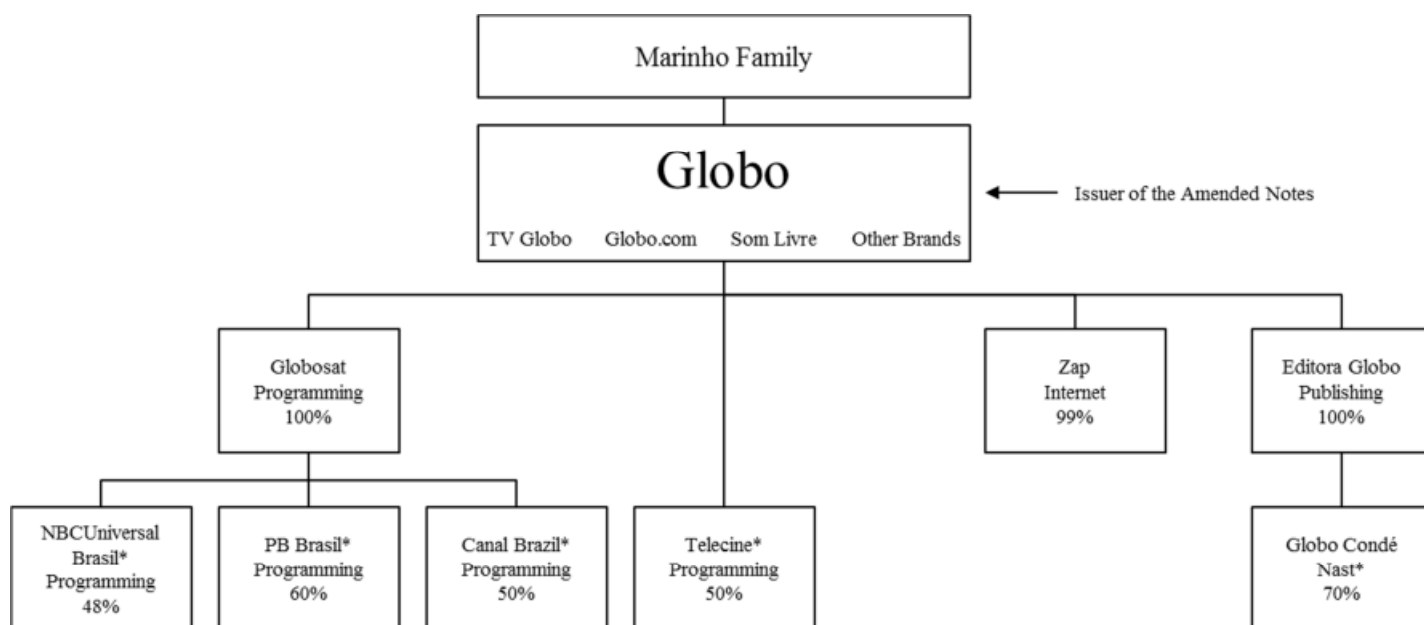 Marinho Family
Globo
Issuer of the Amended Notes
TV Globo Globo.com Som Livre Other Brands
Globosat
Programming
100%
Zap
Internet
99%
Editora Globo
Publishing
100%
NBCUniversal
Brasil*
Programming
48%
PB Brasil*
Programming
60%
Canal Brazil*
Programming
50%
Telecine*
Programming
50%
Globo Condé
Nast*
70%